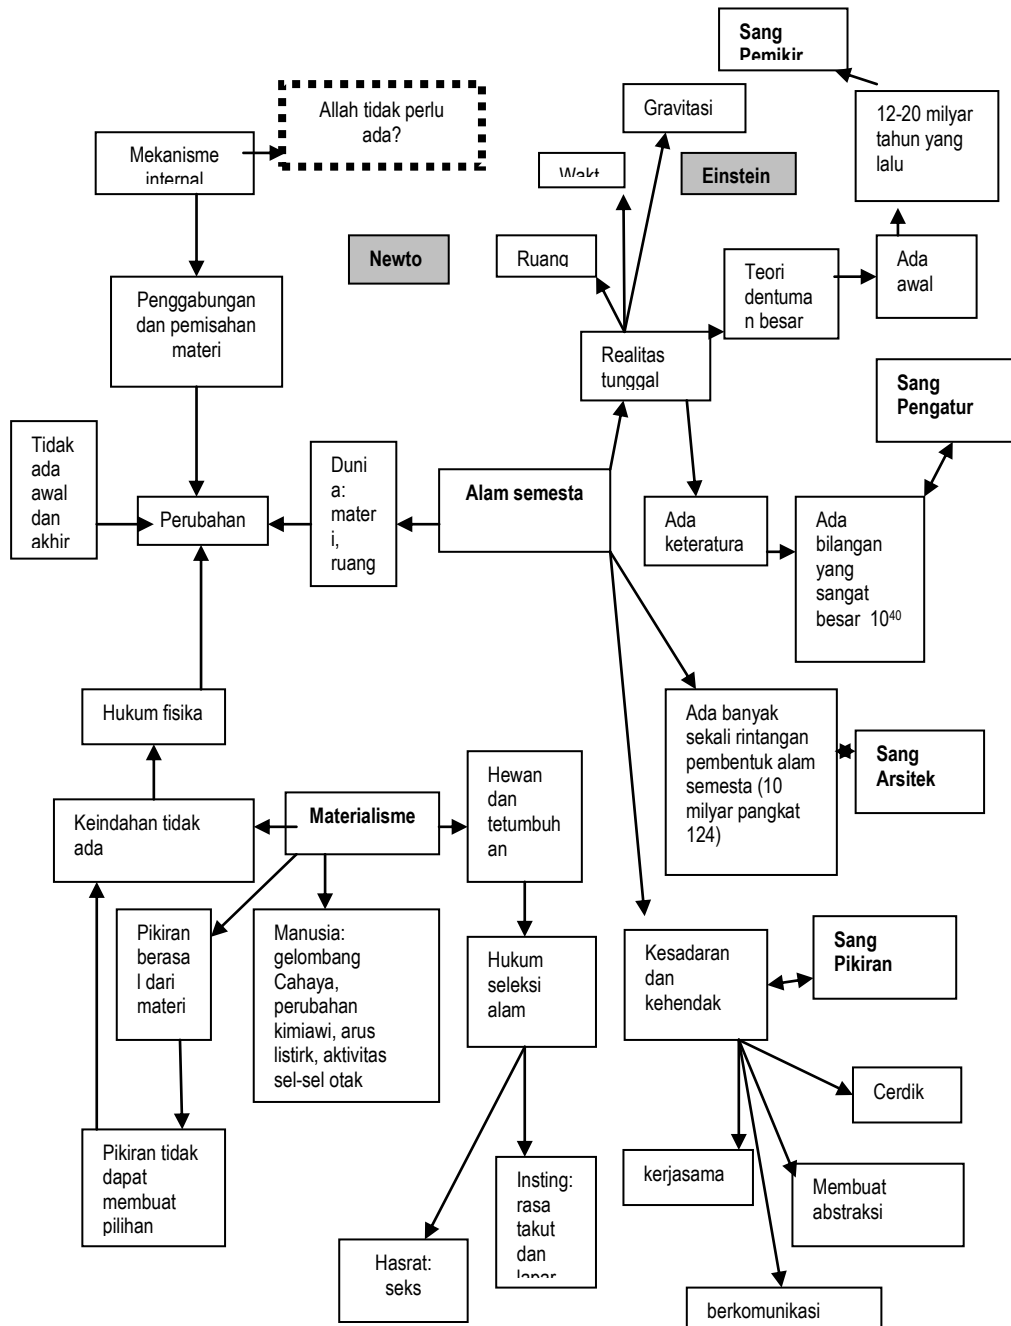 Sang
Pemikir
Allah tidak perlu
ada?
Gravitasi
12-20 milyar
tahun yang
lalu
Mekanisme
internal
Wakt
Einstein
Newto
Ruang
Teori
dentuma
n besar
Ada
awal
Penggabungan
dan pemisahan
materi
Realitas
tunggal
Sang
Pengatur
Tidak
ada
awal
dan
akhir
Perubahan
Duni
a:
mater
i,
ruang
Alam semesta
Ada
keteratura
Ada
bilangan
yang
sangat
besar 10⁴⁰
Hukum fisika
Ada banyak
sekali rintangan
pembentuk alam
semesta (10
milyar pangkat
124)
Sang
Arsitek
Keindahan tidak
ada
Materialisme
Hewan
dan
tetumbuh
an
Pikiran
berasa
l dari
materi
Manusia:
gelombang
Cahaya,
perubahan
kimiawi, arus
listirk, aktivitas
sel-sel otak
Hukum
seleksi
alam
Kesadaran
dan
kehendak
Sang
Pikiran
Cerdik
Pikiran tidak
dapat
membuat
pilihan
Insting:
rasa
takut
dan
lapar
kerjasama
Membuat
abstraksi
Hasrat:
seks
berkomunikasi